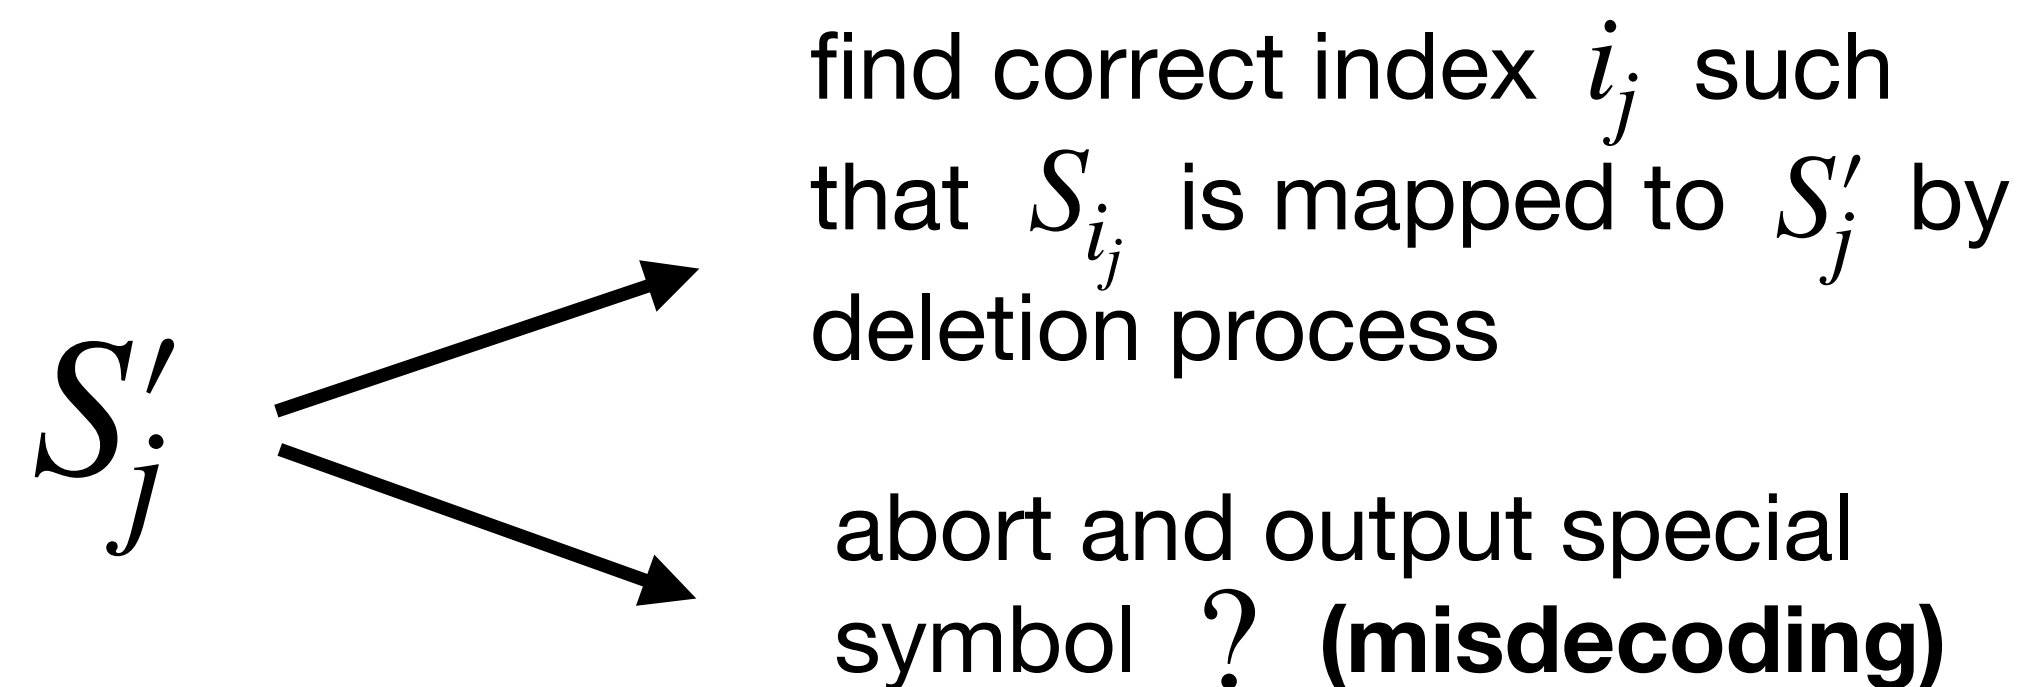 find correct index $i_j$ such
that $S_{i_j}$ is mapped to $S'_j$ by
deletion process
$S'_j$
abort and output special
symbol ? (misdecoding)